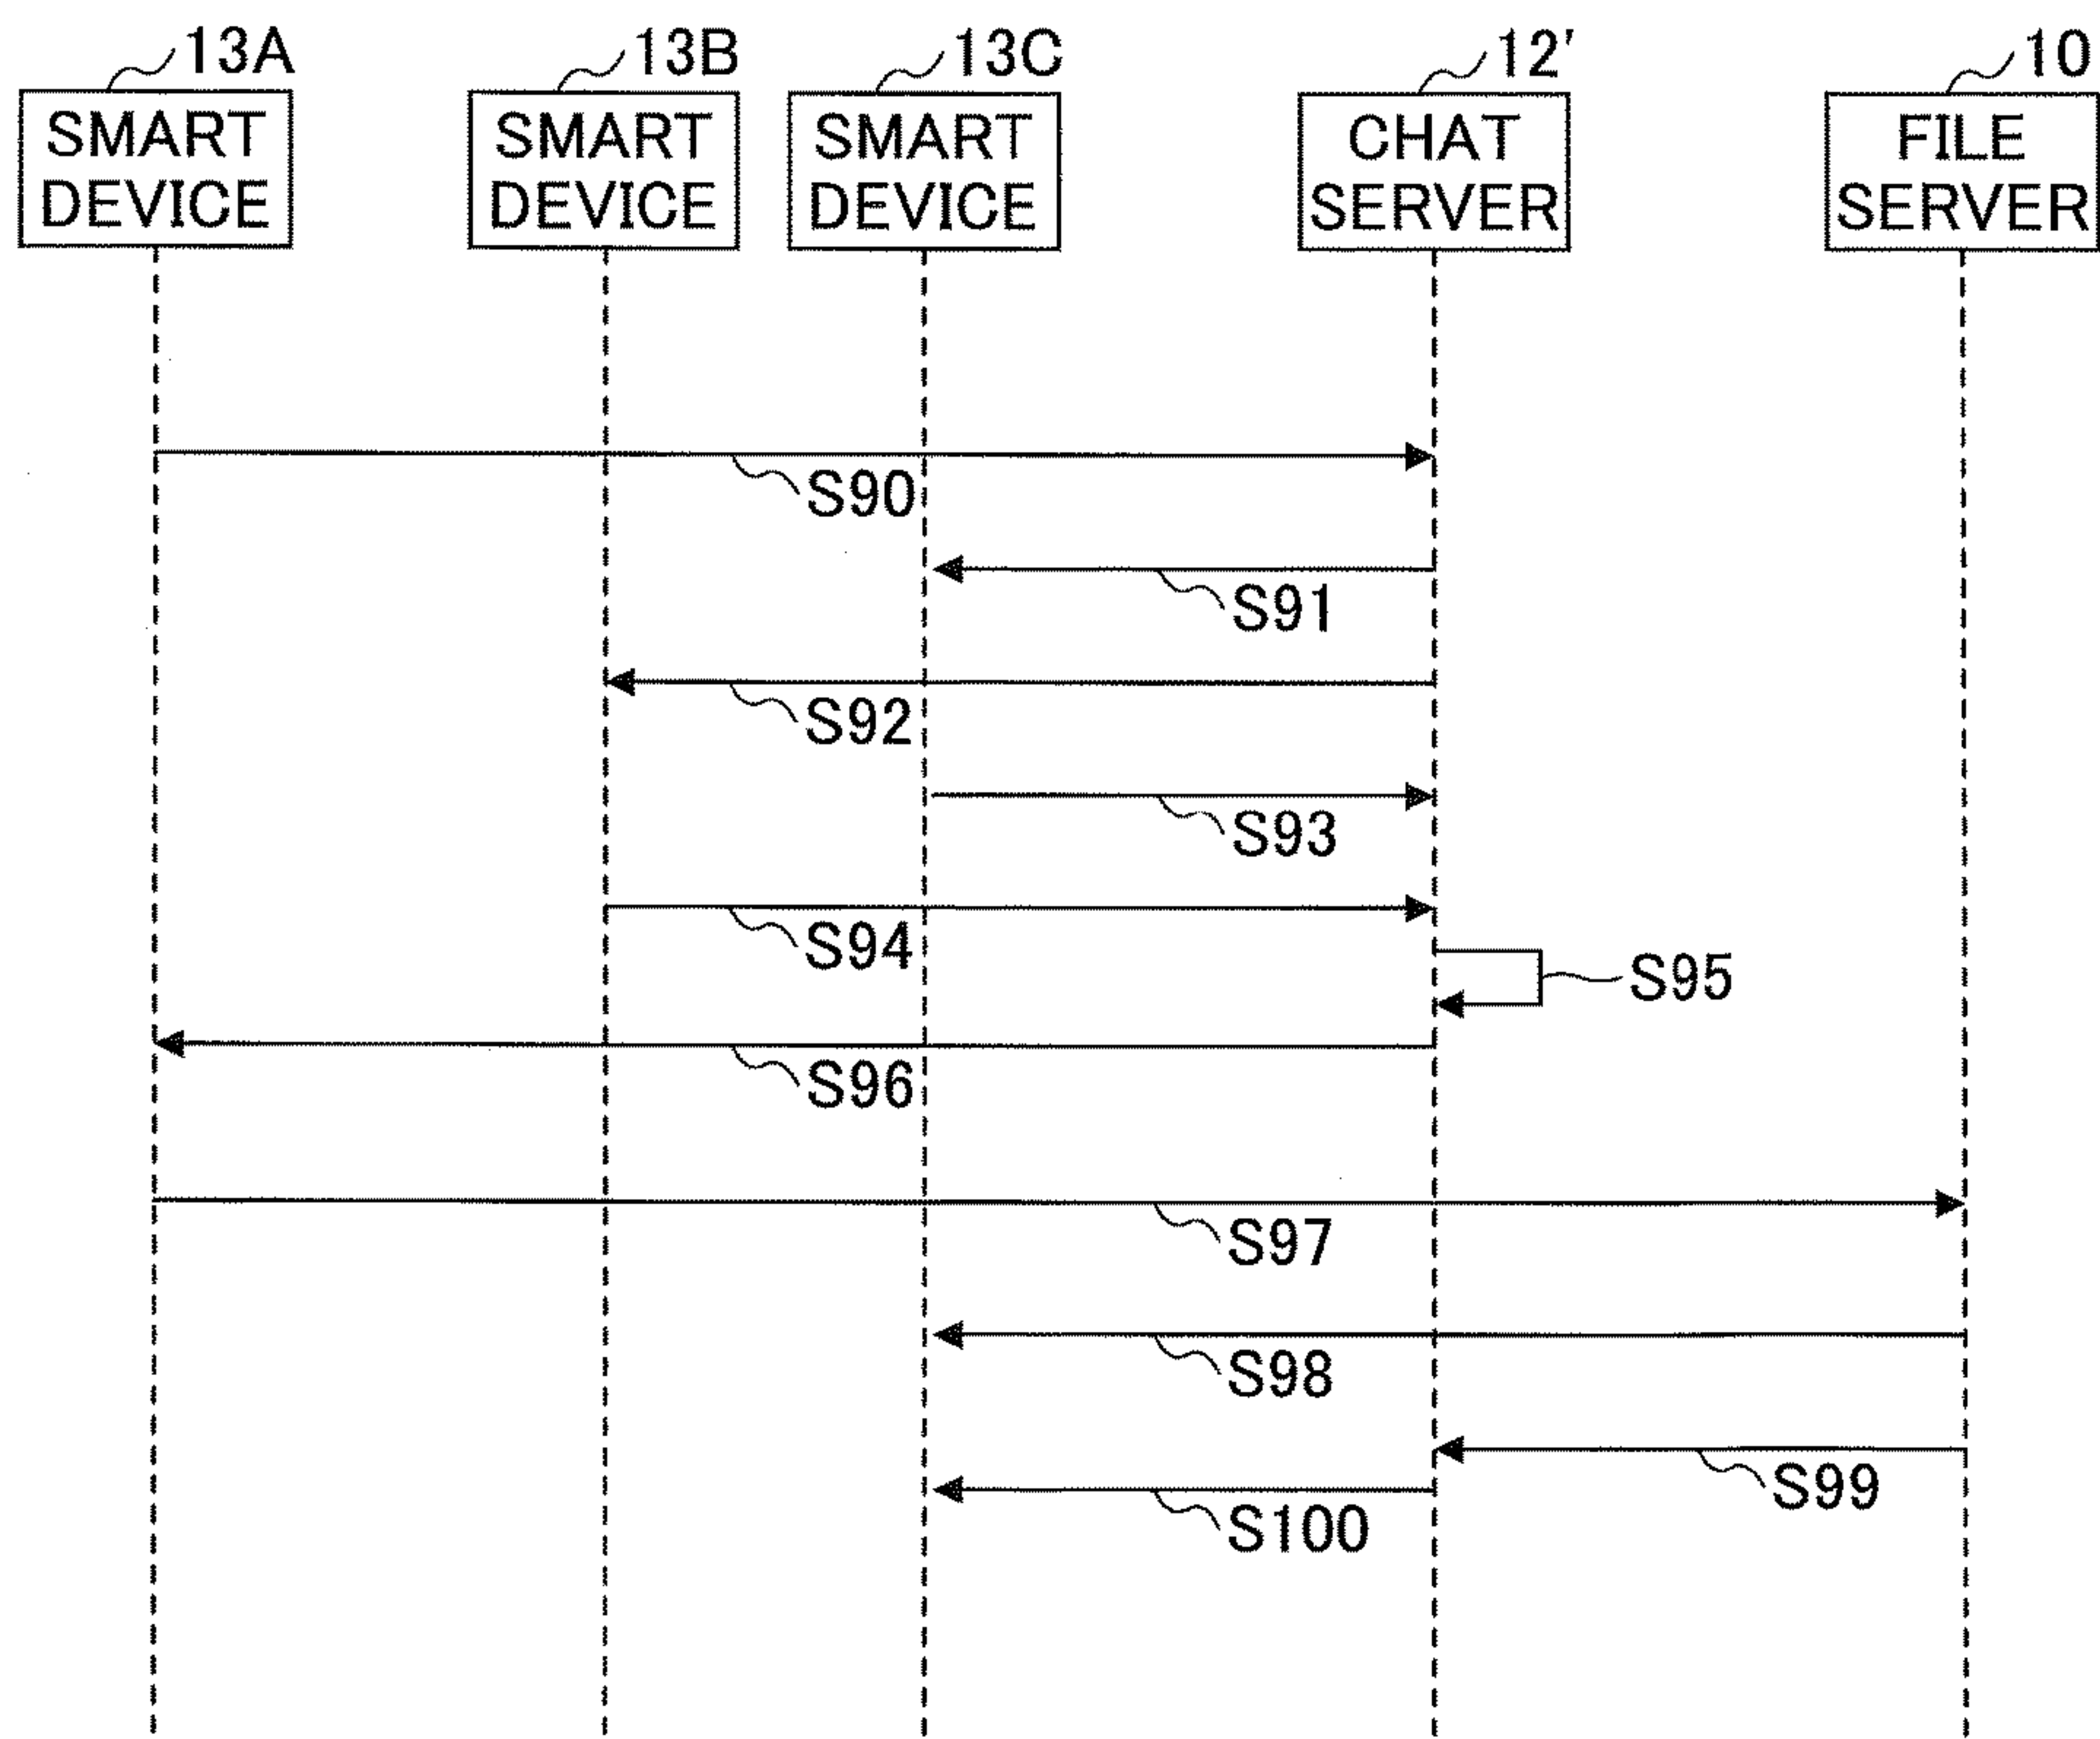 13A
13B
13C
12'
10
SMART
DEVICE
SMART
DEVICE
SMART
DEVICE
CHAT
SERVER
FILE
SERVER
S90
S91
S92
S93
S94
S95
S96
S97
S98
S99
S100